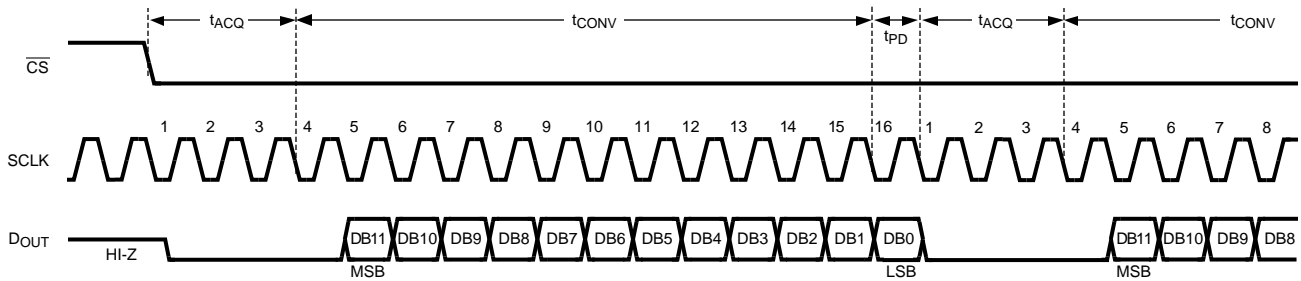 tACQ tCONV tPD tACQ tCONV
CS
1 2 3 4 5 6 7 8 9 10 11 12 13 14 15 16 1 2 3 4 5 6 7 8
SCLK
DOUT
HI-Z
DB11 DB10 DB9 DB8 DB7 DB6 DB5 DB4 DB3 DB2 DB1 DB0 DB11 DB10 DB9 DB8
MSB LSB MSB